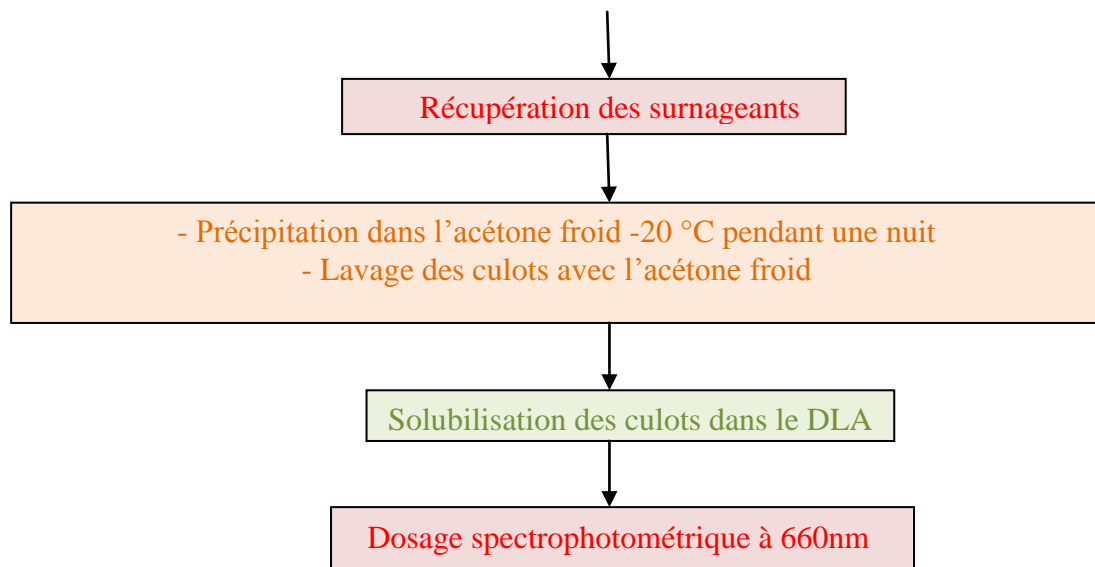 Récupération des surnageants
- Précipitation dans l’acétone froid -20 °C pendant une nuit
- Lavage des culots avec l’acétone froid
Solubilisation des culots dans le DLA
Dosage spectrophotométrique à 660nm